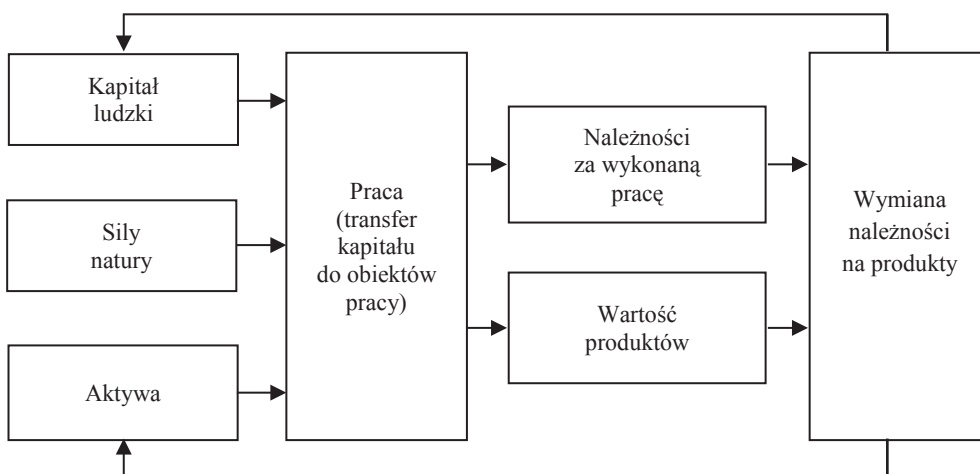 Kapitał
ludzki
Sily
natury
Aktywa
Praca
(transfer
kapitału
do obiektów
pracy)
Należności
za wykonaną
pracę
Wartość
produktów
Wymiana
należności
na produkty